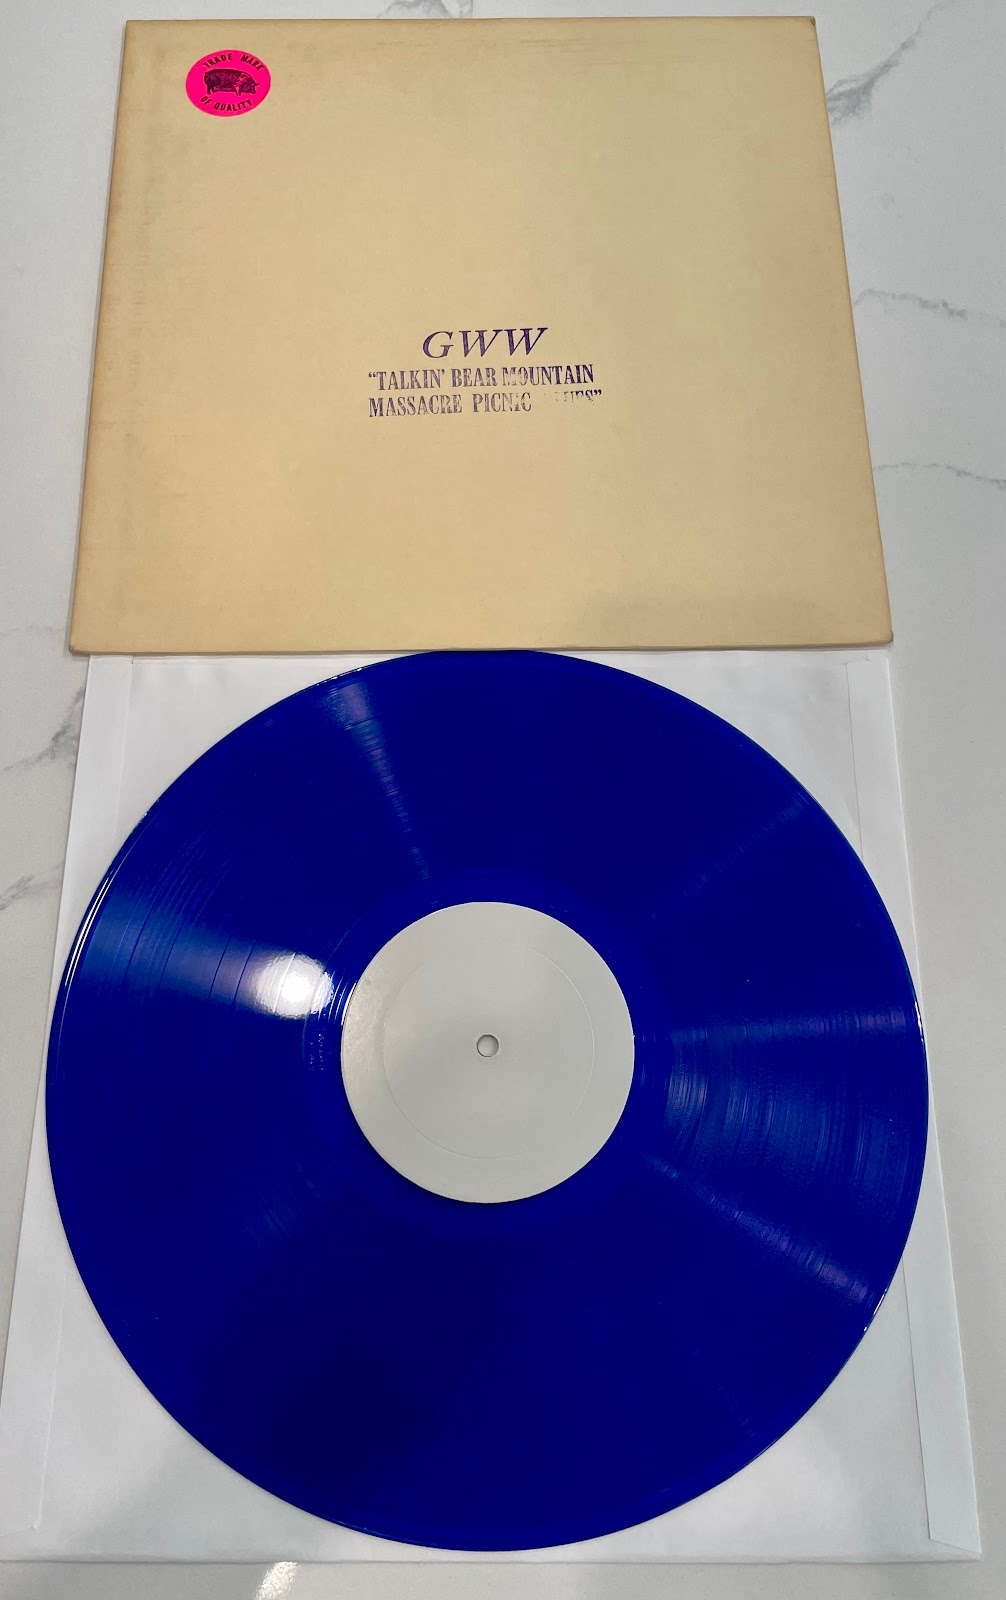 TRADE MARK
OF QUALITY
GWW
“TALKIN’ BEAR MOUNTAIN
MASSACRE PICNIC